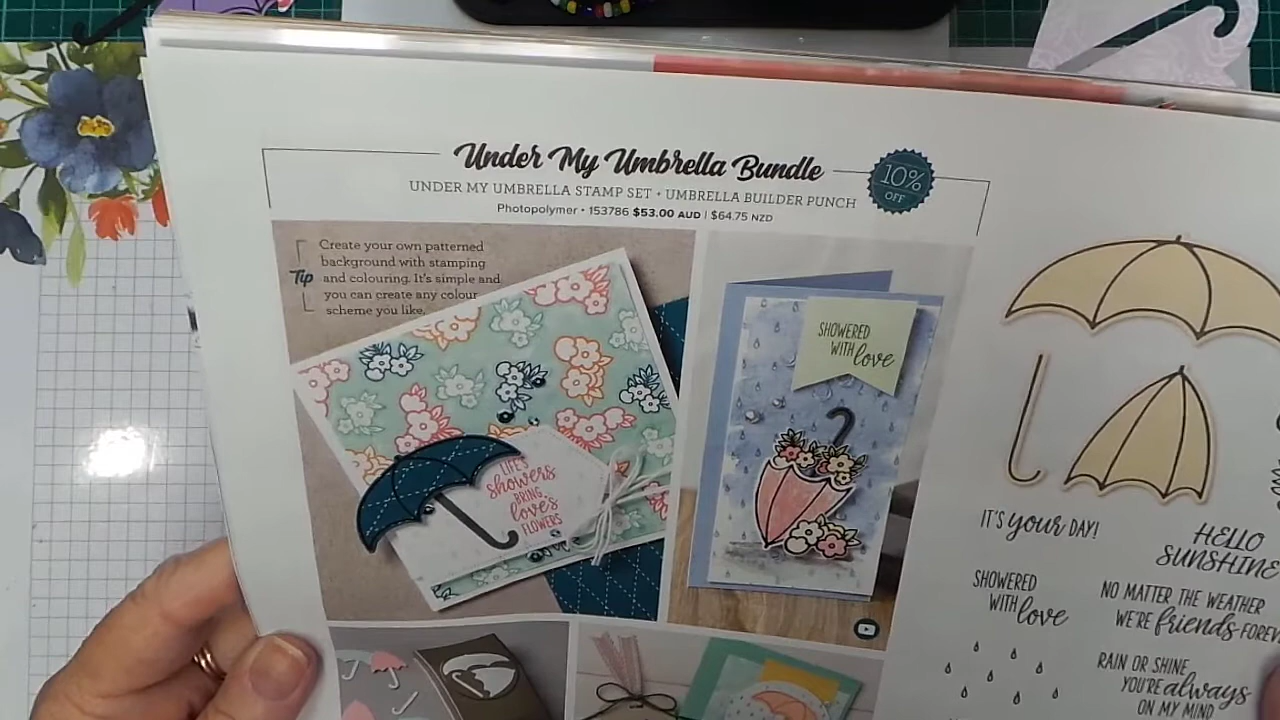 Under My Umbrella Bundle
10%
OFF
UNDER MY UMBRELLA STAMP SET • UMBRELLA BUILDER PUNCH
Photopolymer • 153786 $53.00 AUD | $64.75 NZD
Tip
Create your own patterned
background with stamping
and colouring. It's simple and
you can create any colour
scheme you like.
LIFE'S
showers
BRING
love's
FLOWERS
SHOWERED
WITH love
IT'S your DAY!
HELLO
SUNSHINE
SHOWERED
WITH love
NO MATTER THE WEATHER
WE'RE friends FOREV
RAIN OR SHINE
YOU'RE always
ON MY MIND